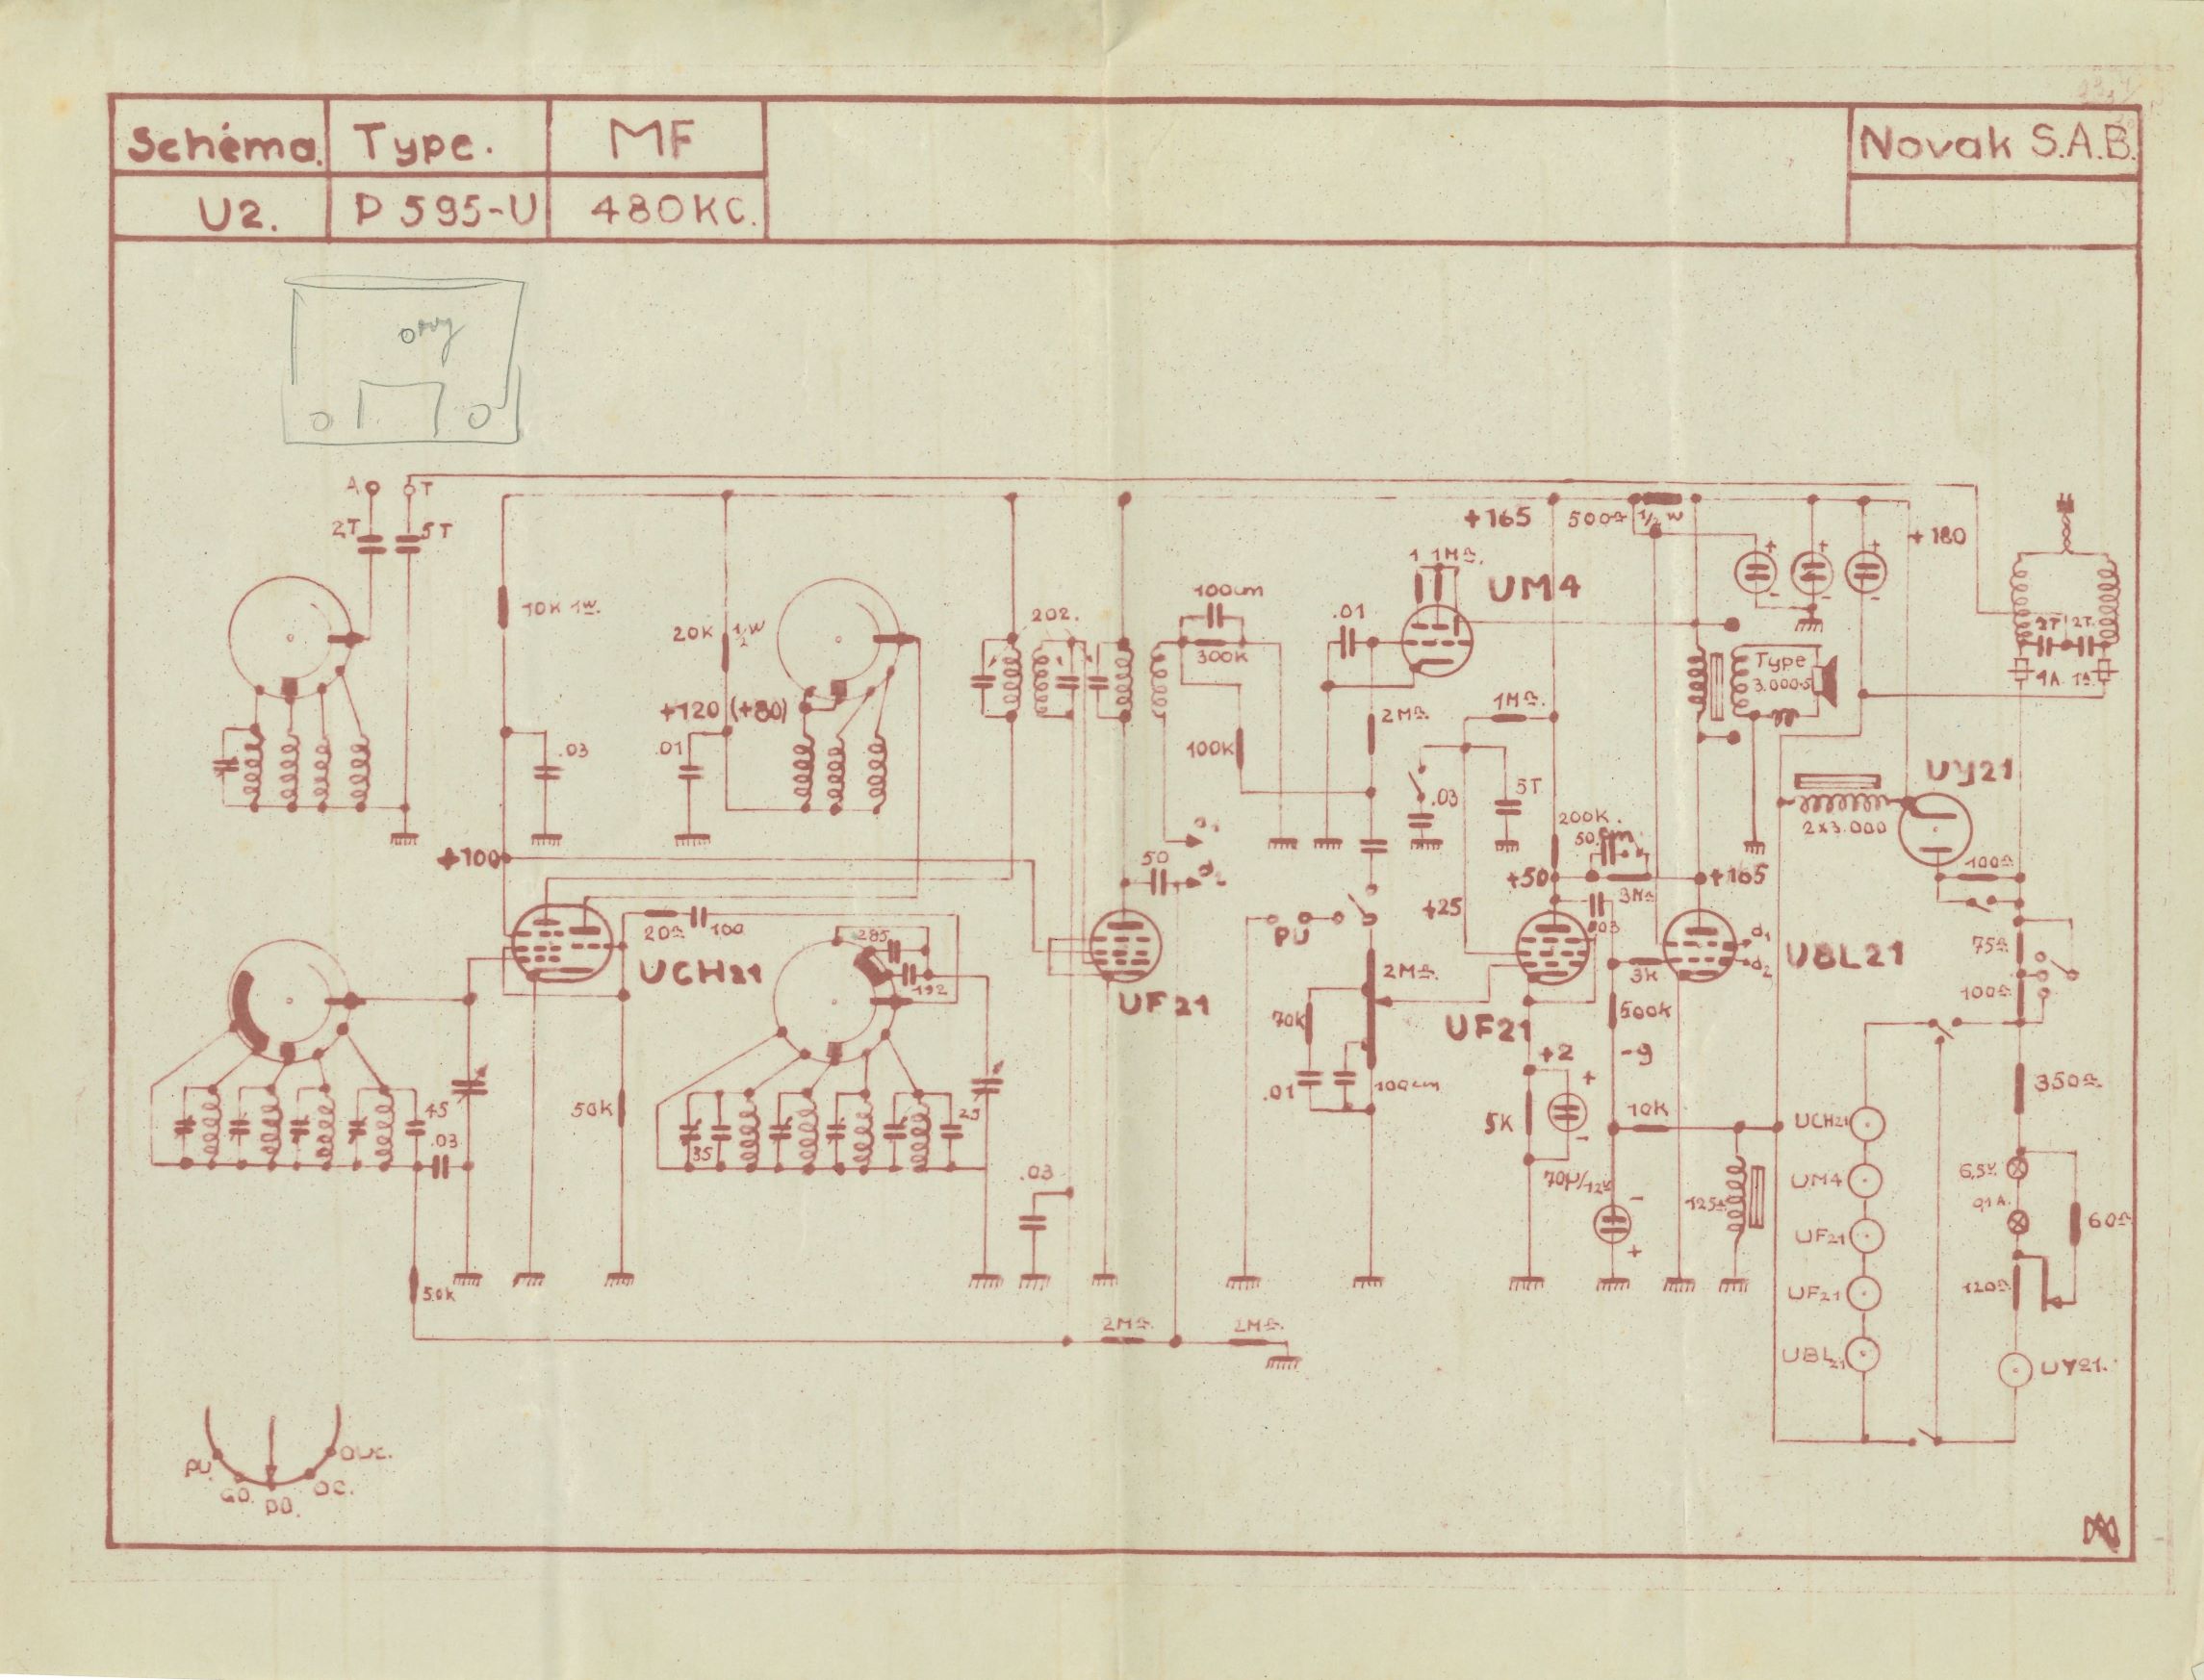 Schéma. Type. MF
Novak S.A.B.
U2. P 595-U 480KC.
A T
2T 5T
10K 1W.
20K 1/2 W
+120 (+80)
.03
.01
+100
202.
100cm
300K
100K
.01
1.1MΩ.
UM4
+165
500Ω 1/2 W
+180
2T 2T
1A. 1A.
Type
3.000.5
2MΩ.
1MΩ.
.03
5T
200K.
50 cm
+50
3MΩ
+165
UY21
2x3.000
100Ω
50
20Ω 100
UCH21
285
192
UF21
PU
+25
.03
2MΩ.
3K
d1
d2
UBL21
75Ω
100Ω
70K
.01
100cm
UF21
500K
+2
-9
+
-
5K
10K
70µ/12V
125Ω
-
+
45
.03
50K
35
25
.03
50K
2MΩ.
2MΩ.
UCH21
UM4
UF21
UF21
UBL21
350Ω
6,5V.
0,1A.
60Ω
120Ω
UY21.
PU.
GO.
PO.
OC.
OUC.